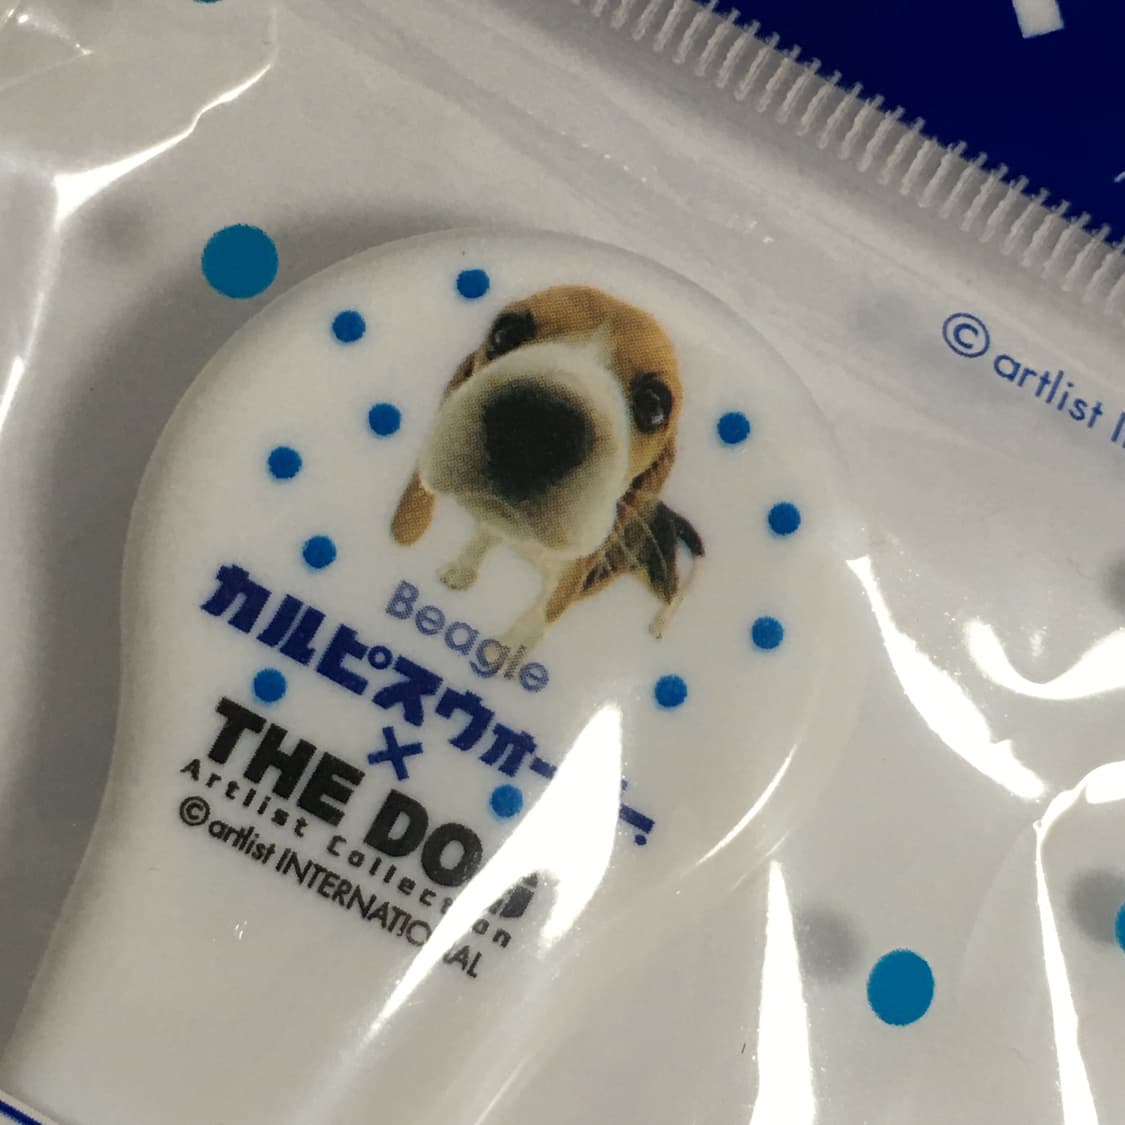 © artlist
Beagle
カルピスウォーター
×
THE DOG
Artlist Collection
© artlist INTERNATIONAL